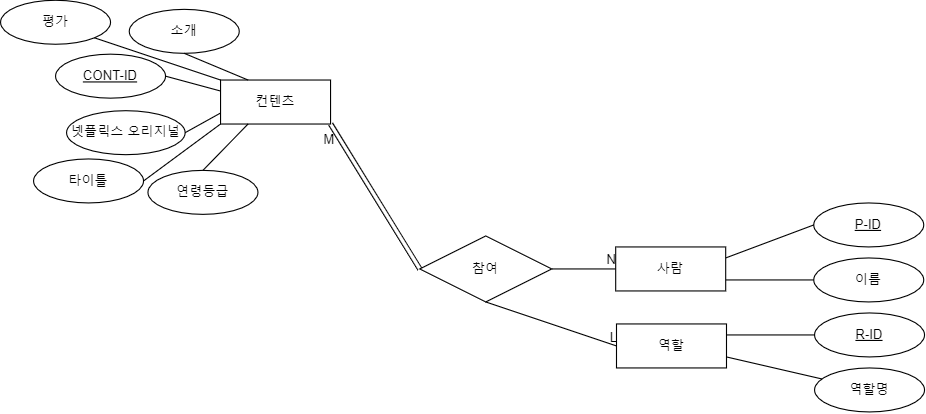 평가
소개
CONT-ID
컨텐츠
넷플릭스 오리지널
M
타이틀
연령등급
P-ID
N
사람
참여
이름
R-ID
L
역할
역할명